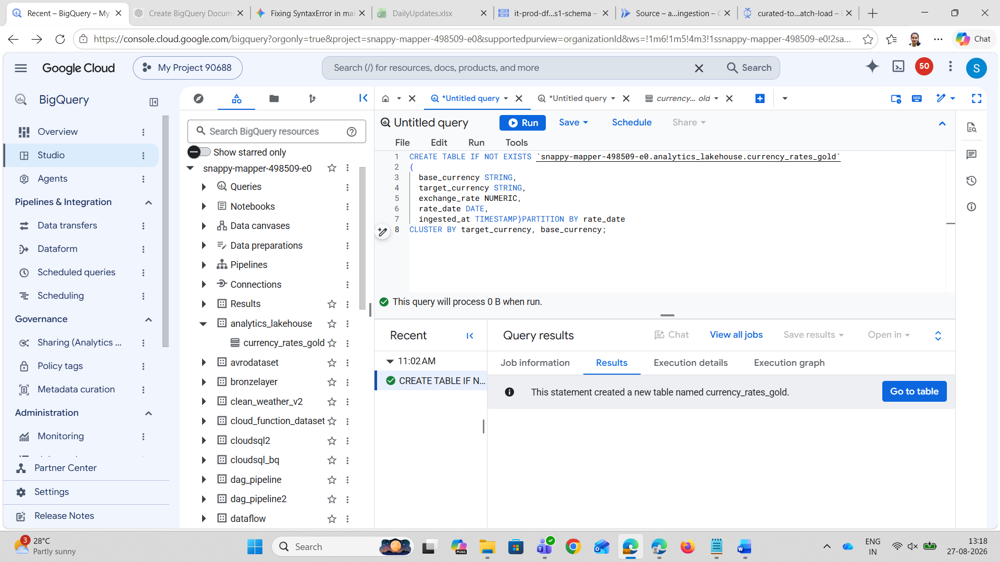 Recent – BigQuery – My
Create BigQuery Docum
Fixing SyntaxError in mai
DailyUpdates.xlsx
it-prod-df...s1-schema –
Source – a...ingestion – C
curated-to...atch-load –
https://console.cloud.google.com/bigquery?orgonly=true&project=snappy-mapper-498509-e0&supportedpurview=organizationId&ws=!1m6!1m5!4m3!1ssnappy-mapper-498509-e0!2sa...
Chat
Google Cloud
My Project 90688
Search (/) for resources, docs, products, and more
Search
50
S
BigQuery
Overview
Studio
Agents
Pipelines & Integration
Data transfers
Dataform
Scheduled queries
Scheduling
Governance
Sharing (Analytics ...
Policy tags
Metadata curation
Administration
Monitoring
Partner Center
Settings
Release Notes
Search BigQuery resources
Show starred only
snappy-mapper-498509-e0
Queries
Notebooks
Data canvases
Data preparations
Pipelines
Connections
Results
analytics_lakehouse
currency_rates_gold
avrodataset
bronzelayer
clean_weather_v2
cloud_function_dataset
cloudsql2
cloudsql_bq
dag_pipeline
dag_pipeline2
dataflow
*Untitled query
*Untitled query
currency... old
Untitled query
Run
Save
Schedule
Share
File Edit Run Tools
1 CREATE TABLE IF NOT EXISTS `snappy-mapper-498509-e0.analytics_lakehouse.currency_rates_gold`
2 (
3 base_currency STRING,
4 target_currency STRING,
5 exchange_rate NUMERIC,
6 rate_date DATE,
7 ingested_at TIMESTAMP)PARTITION BY rate_date
8 CLUSTER BY target_currency, base_currency;
This query will process 0 B when run.
Recent
11:02 AM
CREATE TABLE IF N...
Query results
Chat
View all jobs
Save results
Open in
Job information
Results
Execution details
Execution graph
This statement created a new table named currency_rates_gold.
Go to table
3
28°C
Partly sunny
Search
M365
ENG
IN
13:18
27-08-2026